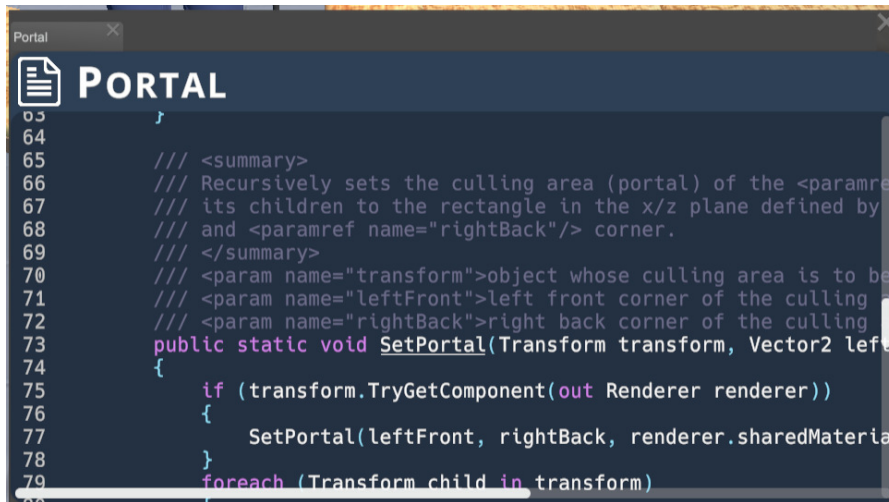 Portal
PORTAL
63 }
64
65 /// <summary>
66 /// Recursively sets the culling area (portal) of the <paramre
67 /// its children to the rectangle in the x/z plane defined by
68 /// and <paramref name="rightBack"/> corner.
69 /// </summary>
70 /// <param name="transform">object whose culling area is to be
71 /// <param name="leftFront">left front corner of the culling
72 /// <param name="rightBack">right back corner of the culling
73 public static void SetPortal(Transform transform, Vector2 left
74 {
75 if (transform.TryGetComponent(out Renderer renderer))
76 {
77 SetPortal(leftFront, rightBack, renderer.sharedMateria
78 }
79 foreach (Transform child in transform)